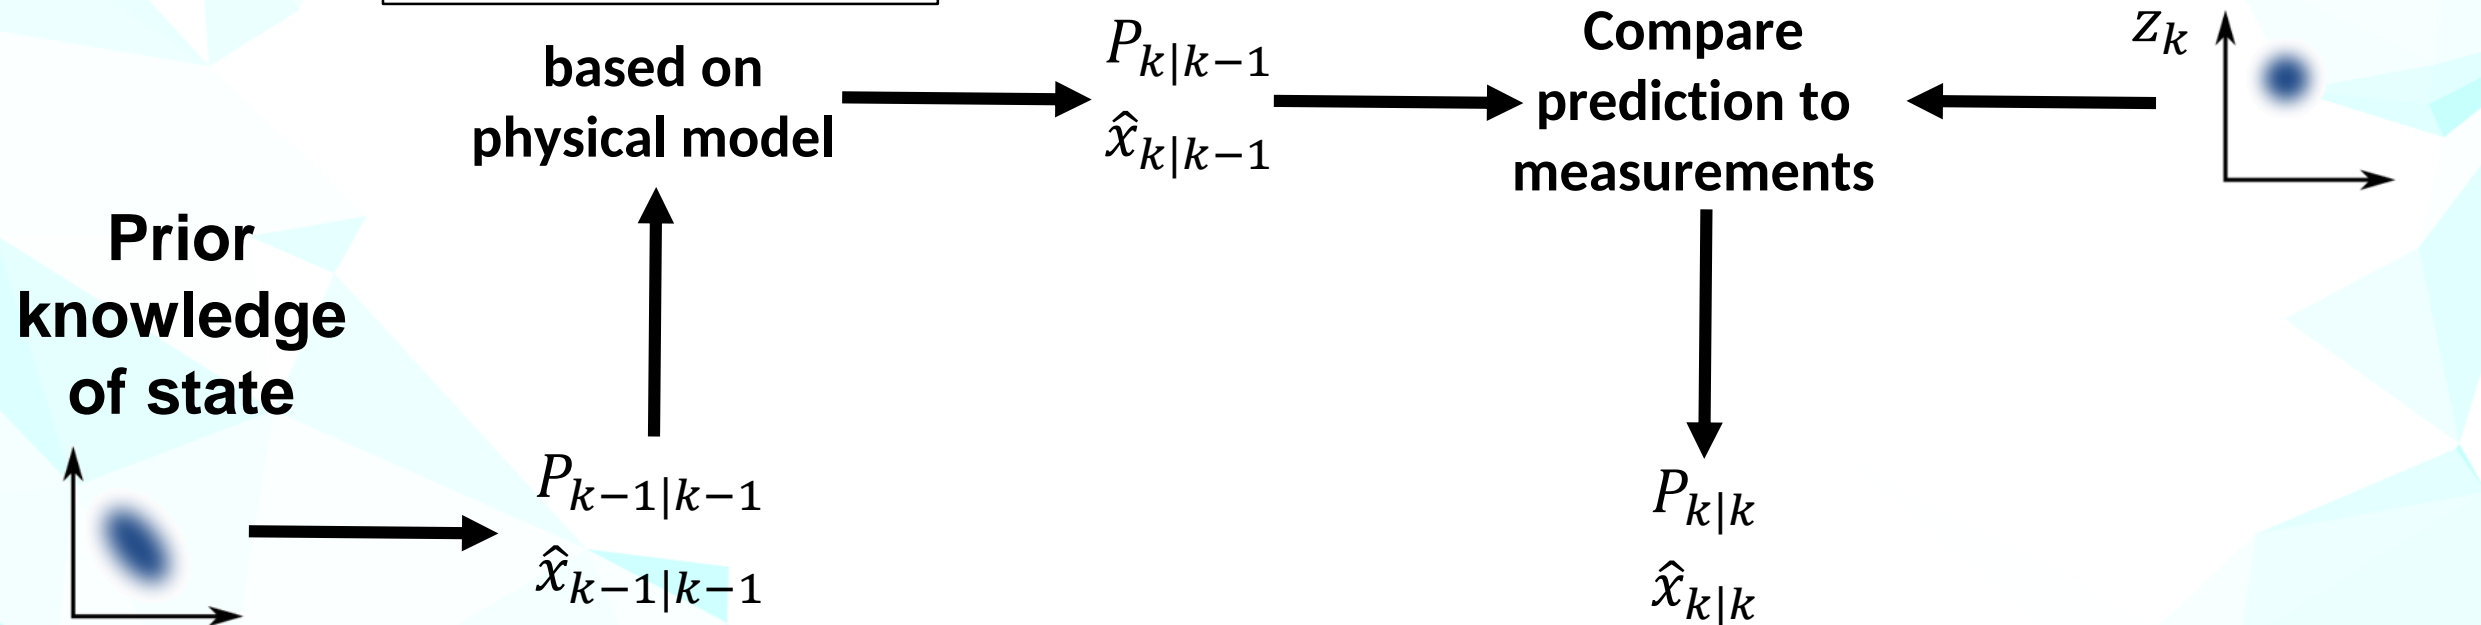 based on
physical model
P_{k|k−1}
x̂_{k|k−1}
Compare
prediction to
measurements
z_k
Prior
knowledge
of state
P_{k−1|k−1}
x̂_{k−1|k−1}
P_{k|k}
x̂_{k|k}